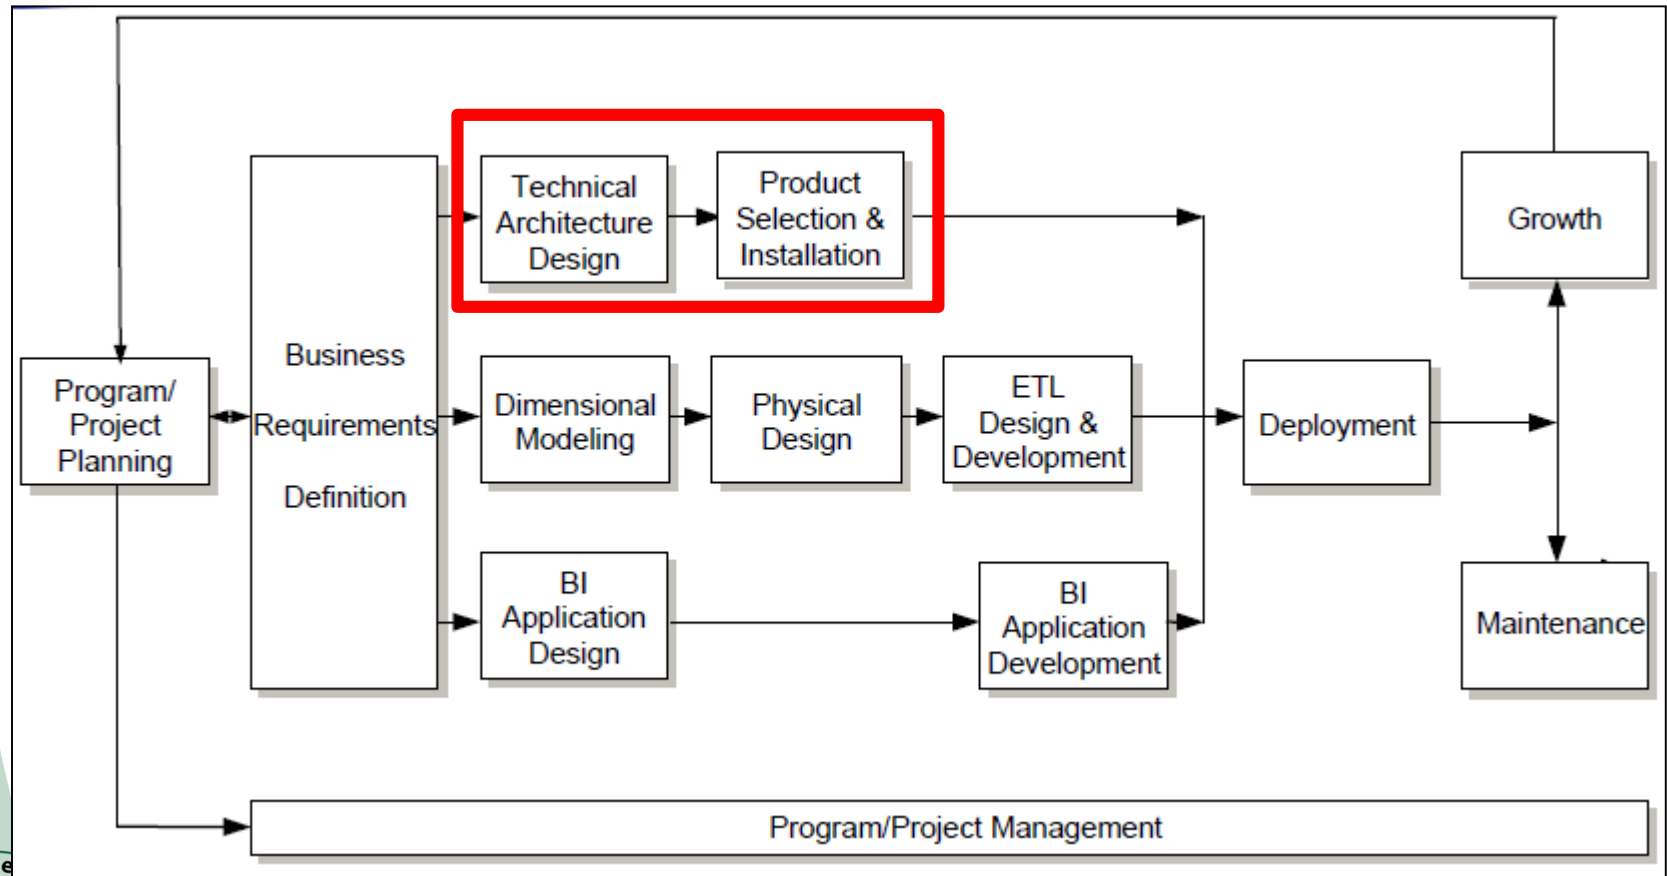 Technical
Architecture
Design
Product
Selection &
Installation
Growth
Program/
Project
Planning
Business
Requirements
Definition
Dimensional
Modeling
Physical
Design
ETL
Design &
Development
Deployment
BI
Application
Design
BI
Application
Development
Maintenance
Program/Project Management
e